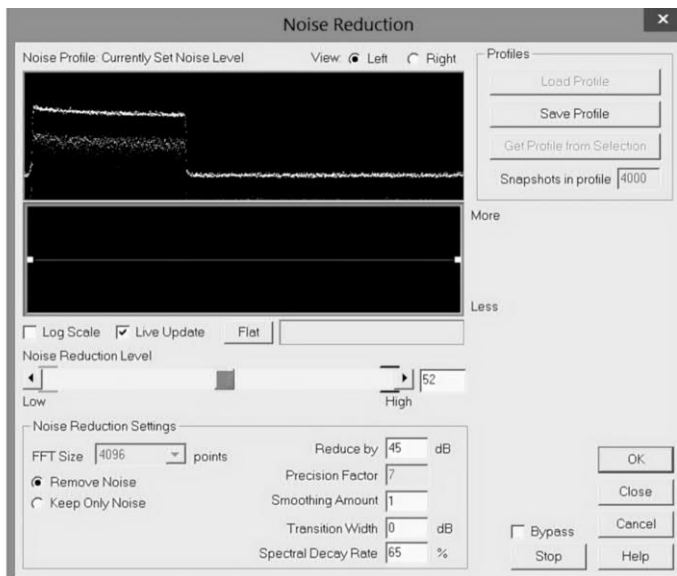 Noise Reduction
Noise Profile: Currently Set Noise Level
View: Left Right
Profiles
Load Profile
Save Profile
Get Profile from Selection
Snapshots in profile 4000
More
Less
Log Scale Live Update Flat
Noise Reduction Level
52
Low High
Noise Reduction Settings
FFT Size 4096 points
Remove Noise
Keep Only Noise
Reduce by 45 dB
Precision Factor 7
Smoothing Amount 1
Transition Width 0 dB
Spectral Decay Rate 65 %
Bypass
Stop
OK
Close
Cancel
Help